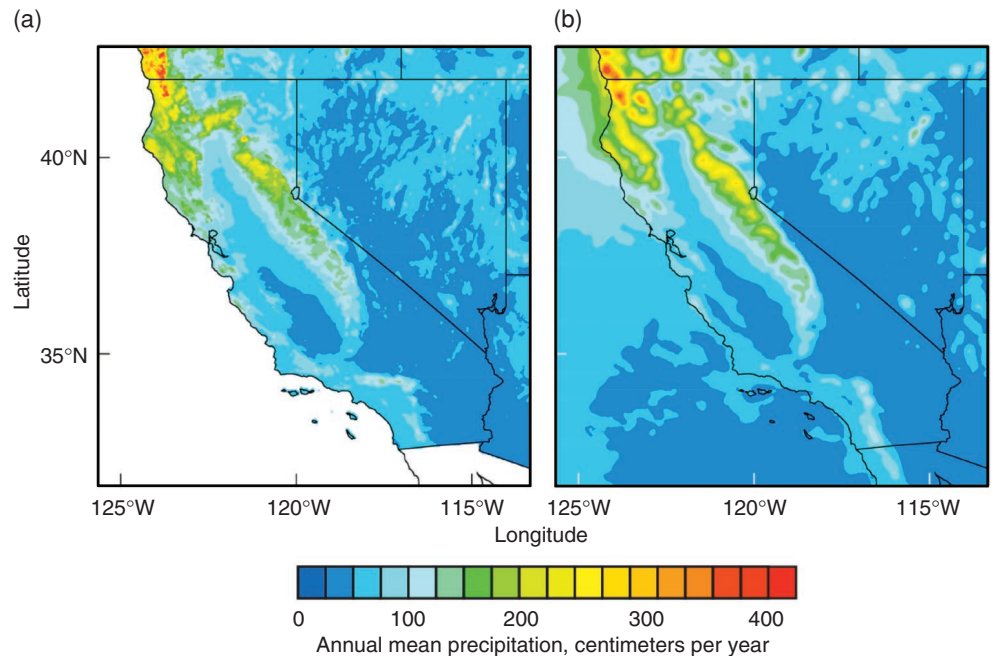 (a)
(b)
40°N
35°N
Latitude
125°W 120°W 115°W 125°W 120°W 115°W
Longitude
0 100 200 300 400
Annual mean precipitation, centimeters per year